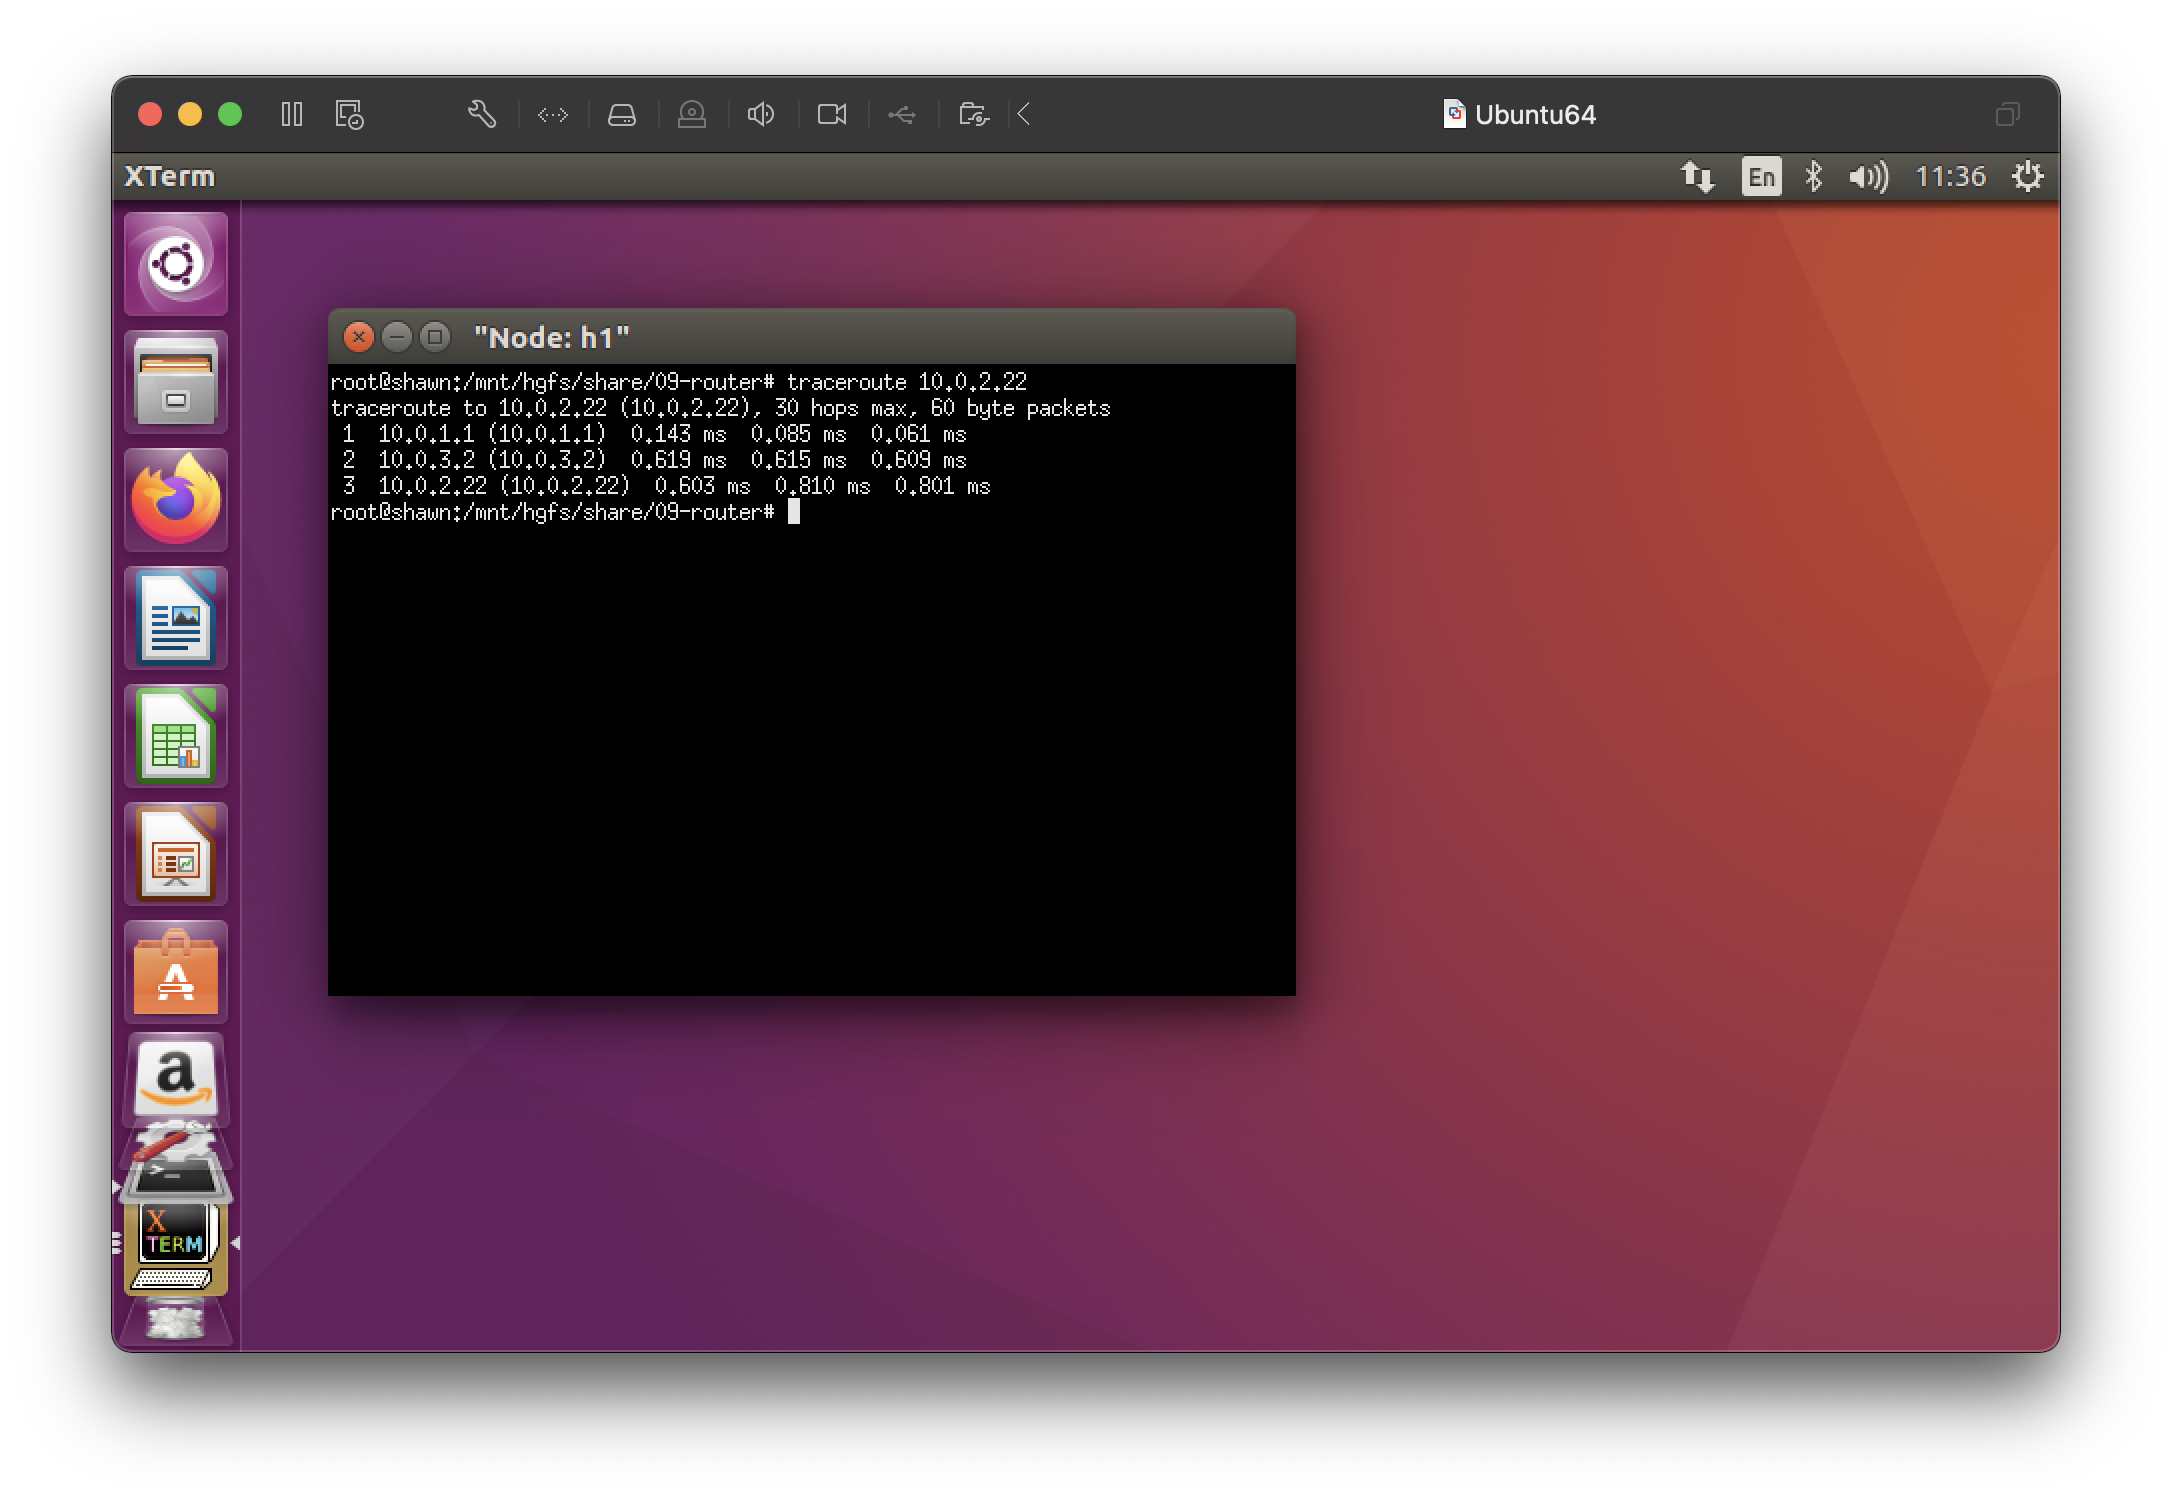 Ubuntu64
XTerm
En
11:36
"Node: h1"
root@shawn:/mnt/hgfs/share/09-router# traceroute 10.0.2.22
traceroute to 10.0.2.22 (10.0.2.22), 30 hops max, 60 byte packets
1 10.0.1.1 (10.0.1.1) 0.143 ms 0.085 ms 0.061 ms
2 10.0.3.2 (10.0.3.2) 0.619 ms 0.615 ms 0.609 ms
3 10.0.2.22 (10.0.2.22) 0.603 ms 0.810 ms 0.801 ms
root@shawn:/mnt/hgfs/share/09-router#
A
a
>_
X
TERM